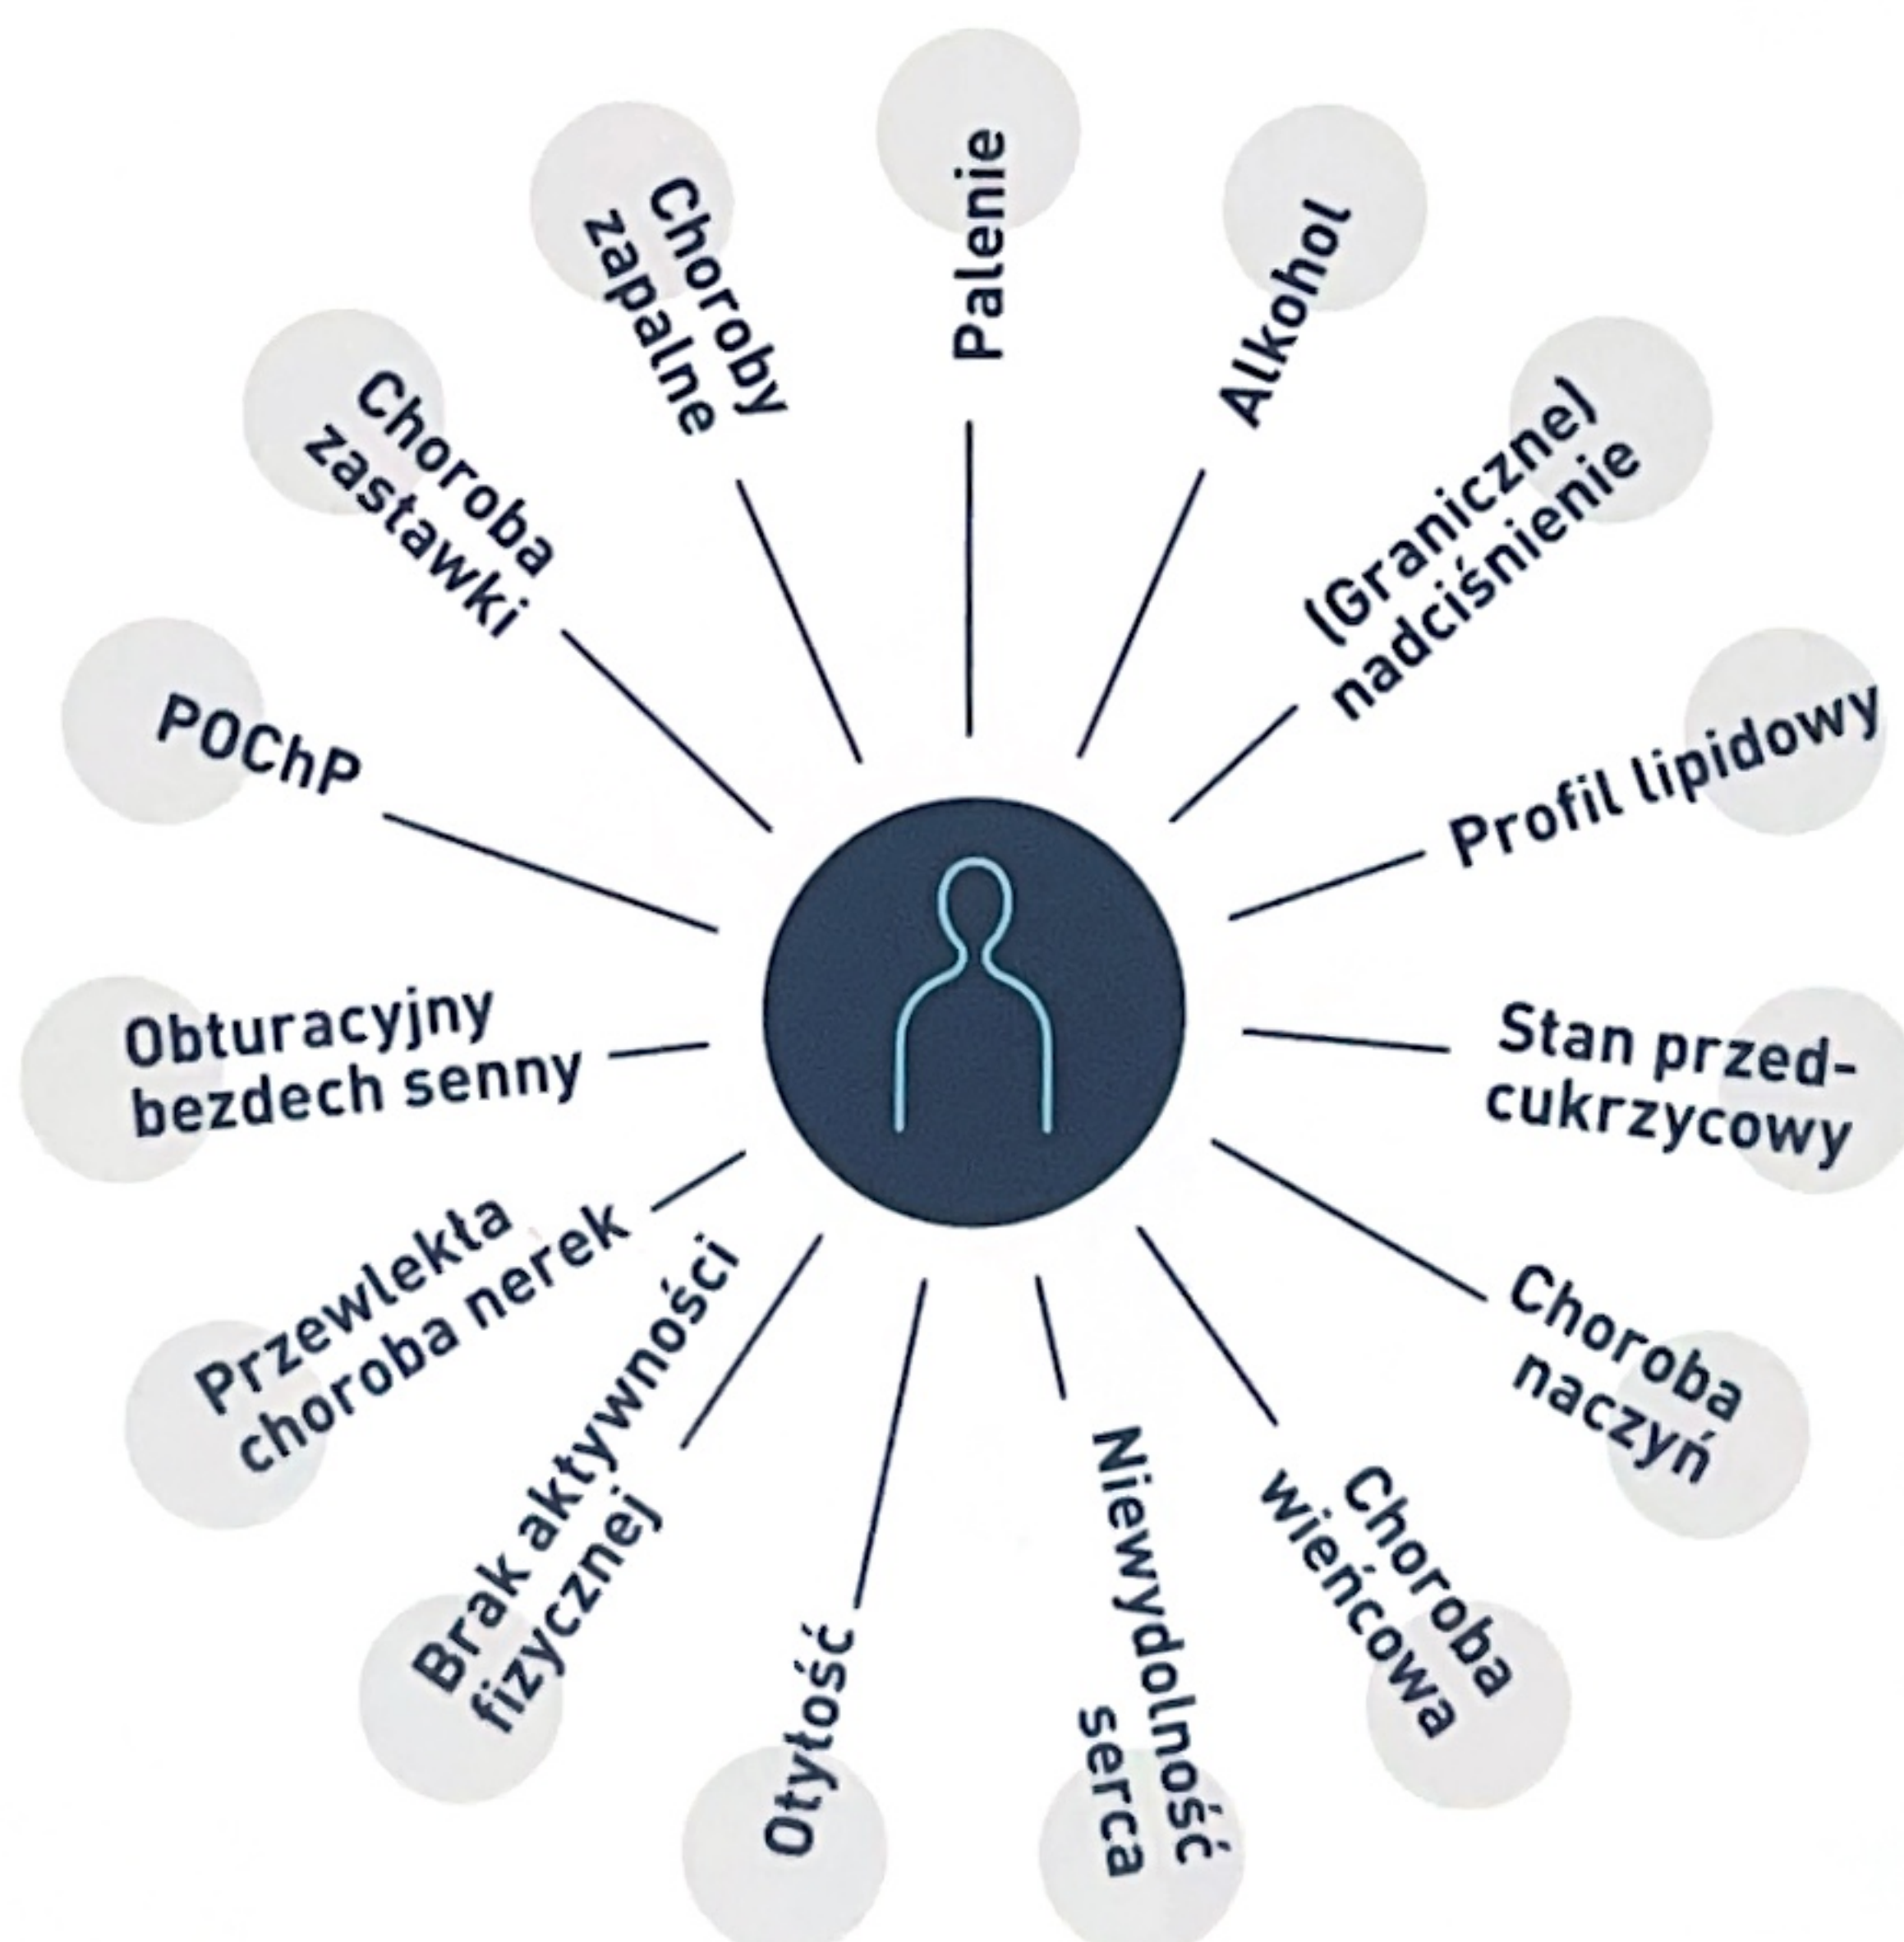 Palenie
Alkohol
(Graniczne)
nadciśnienie
Profil lipidowy
Stan przed-
cukrzycowy
Choroba
naczyń
Choroba
wieńcowa
Niewydolność
serca
Otyłość
Brak aktywności
fizycznej
Przewlekła
choroba nerek
Obturacyjny
bezdech senny
POChP
Choroba
zastawki
Choroby
zapalne